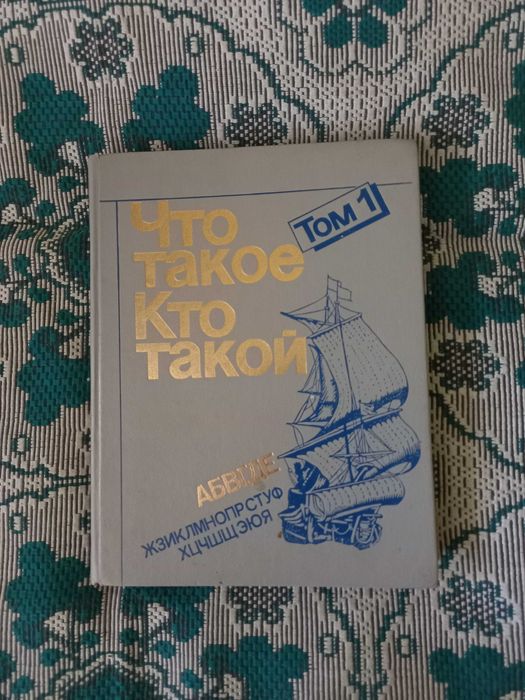 Что
такое
Том 1
Кто
такой
АБВГДЕ
ЖЗИКЛМНОПРСТУФ
ХЦЧШЩЭЮЯ